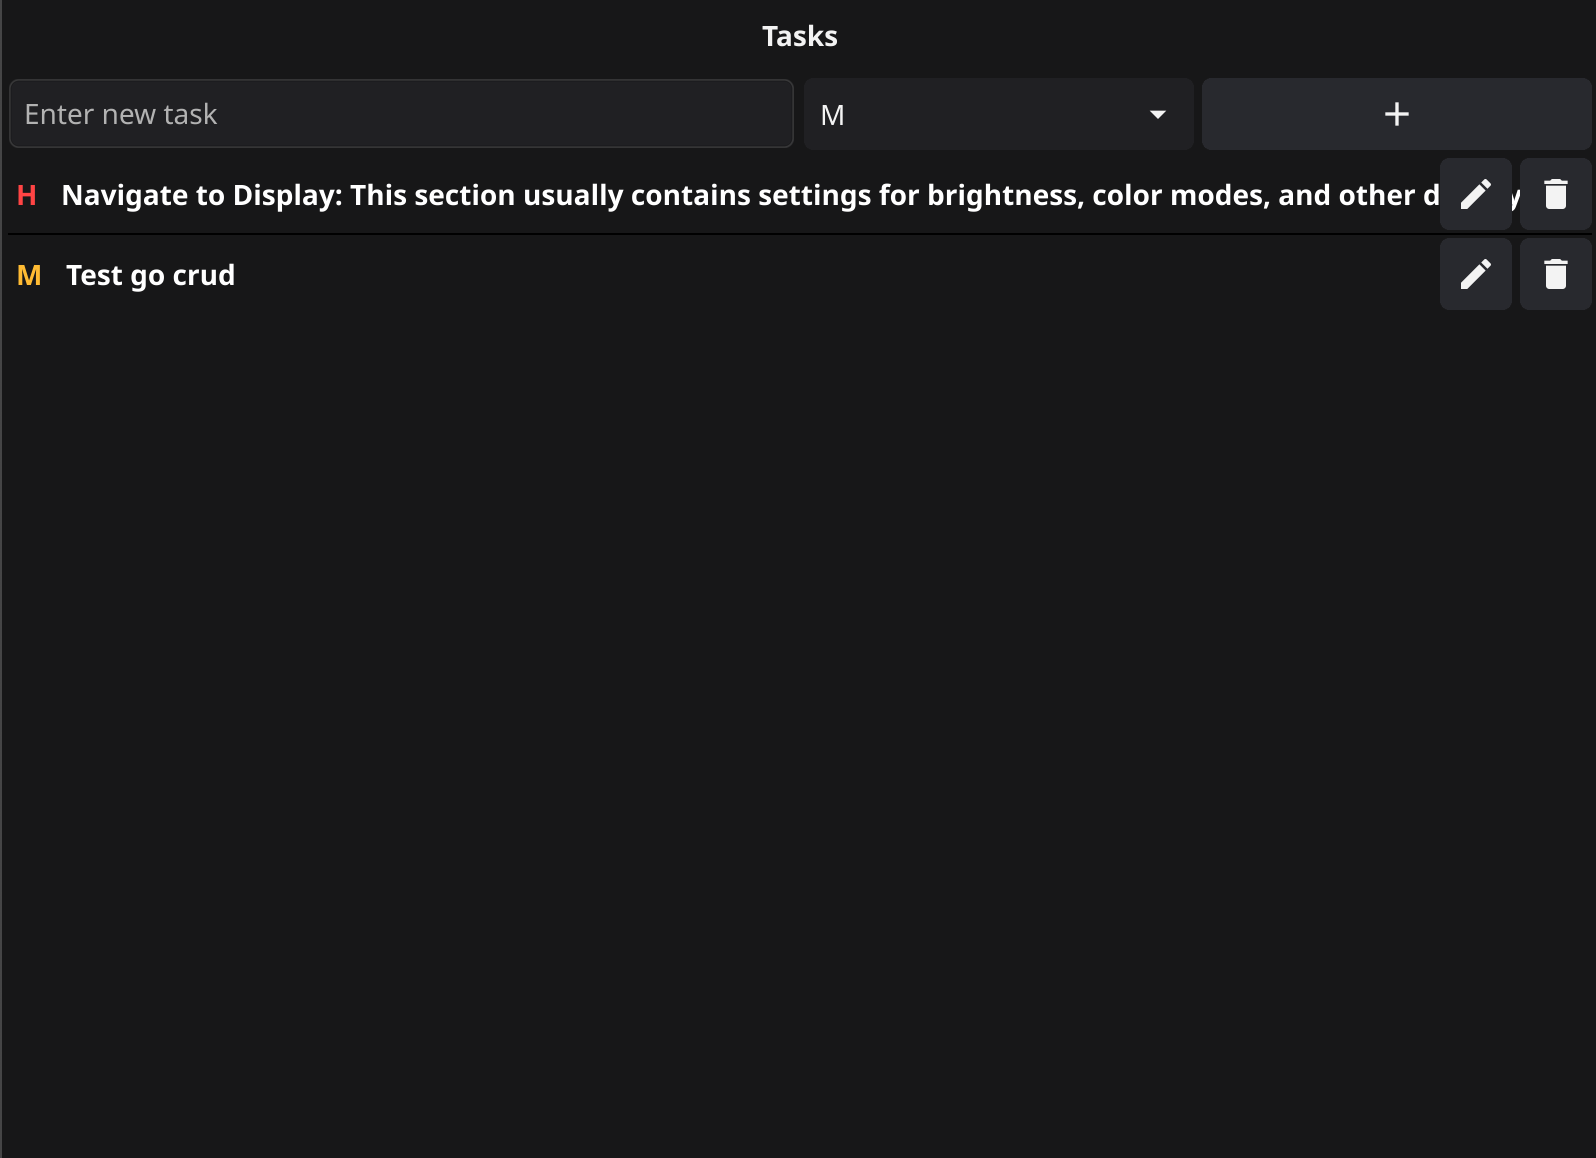 Tasks
Enter new task
M
H Navigate to Display: This section usually contains settings for brightness, color modes, and other
M Test go crud